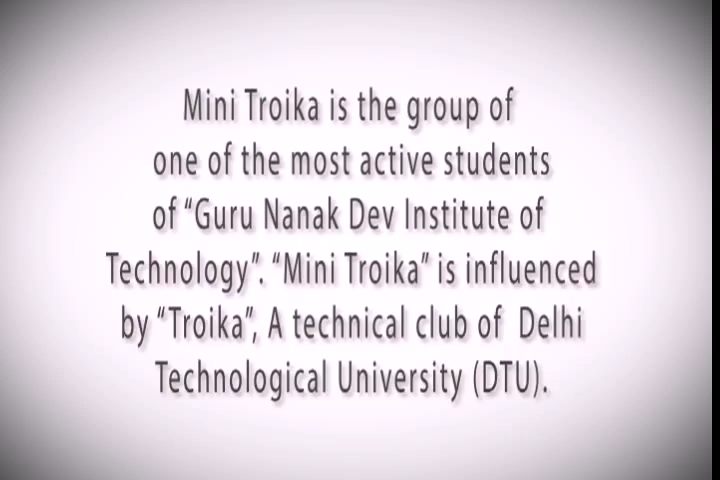 Mini Troika is the group of
one of the most active students
of “Guru Nanak Dev Institute of
Technology”. “Mini Troika” is influenced
by “Troika”, A technical club of Delhi
Technological University (DTU).